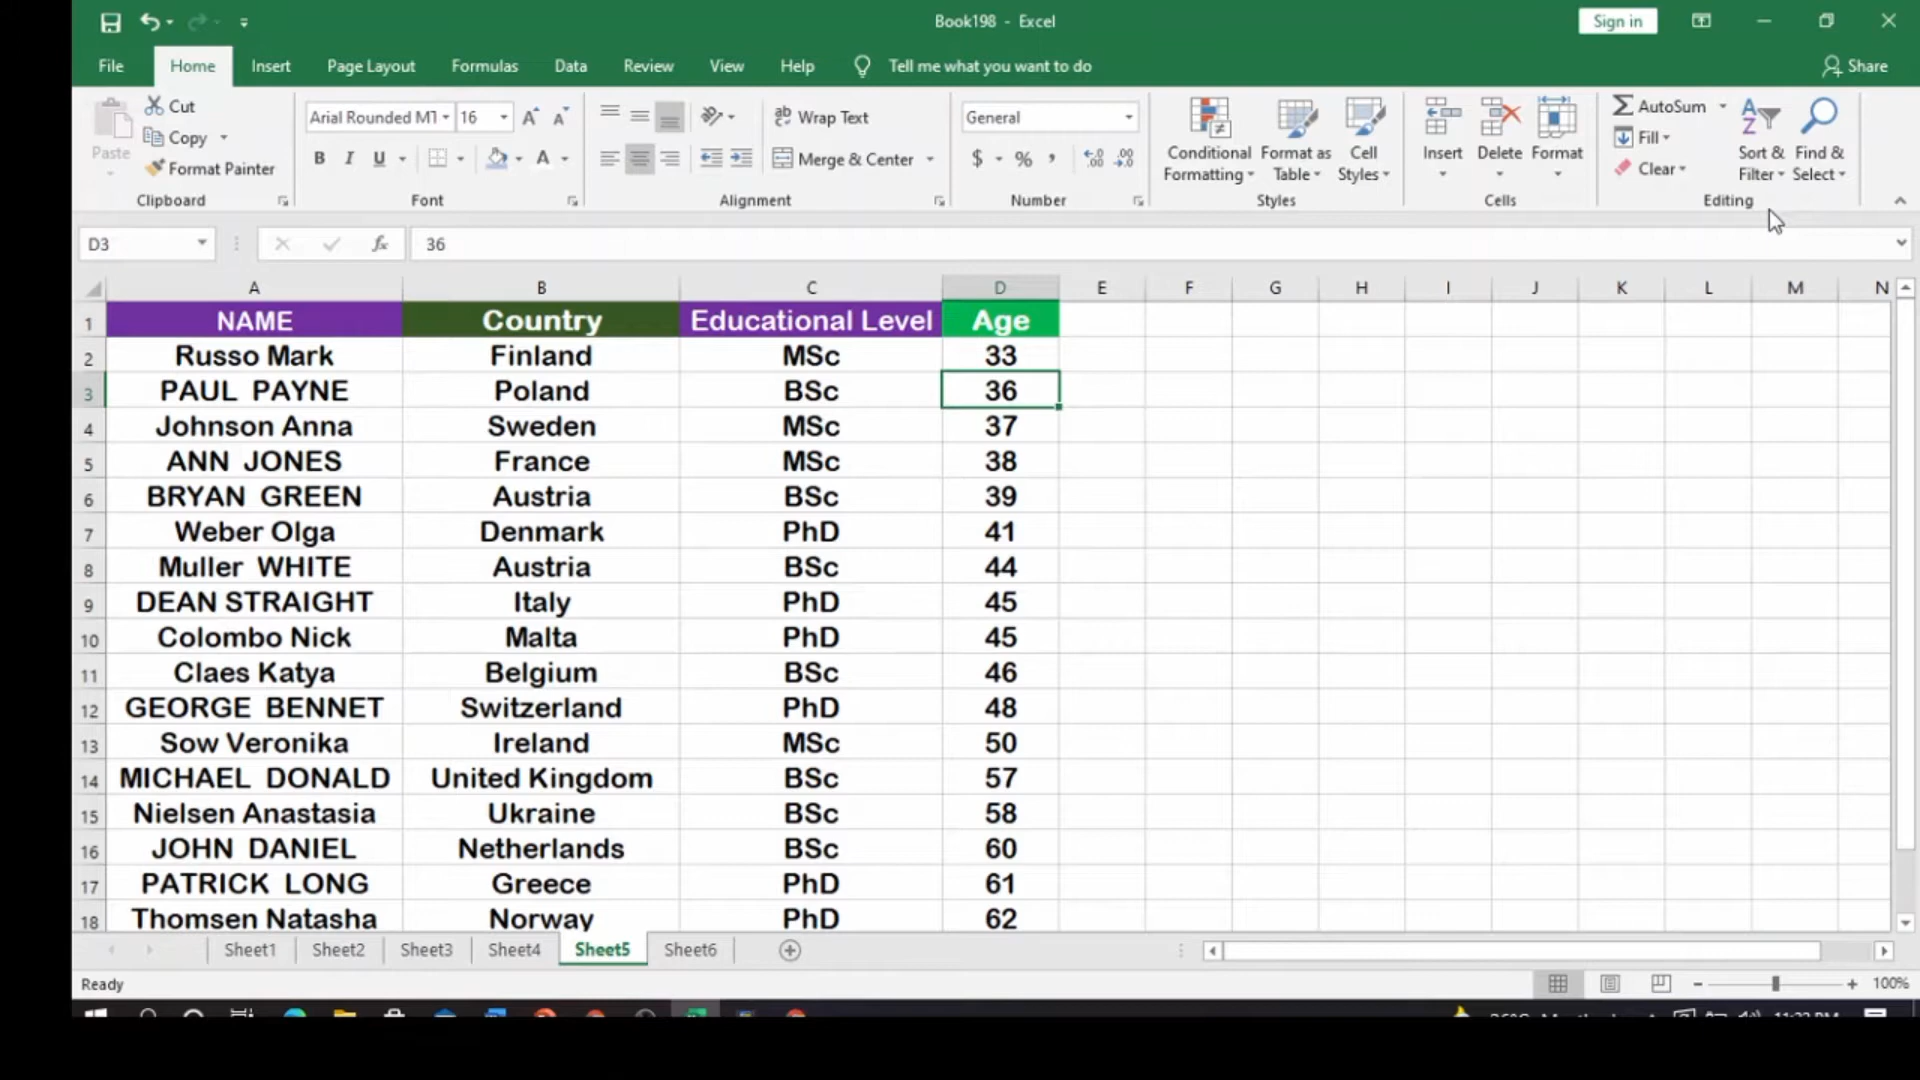 Book198 - Excel
Sign in
File Home Insert Page Layout Formulas Data Review View Help Tell me what you want to do Share
Paste
Cut
Copy
Format Painter
Clipboard
Arial Rounded MT 16
B I U
Font
Wrap Text
Merge & Center
Alignment
General
$ % ,
Number
Conditional Formatting
Format as Table
Cell Styles
Styles
Insert Delete Format
Cells
AutoSum
Fill
Clear
Sort & Filter
Find & Select
Editing
D3 fx 36
A B C D E F G H I J K L M N
1 NAME Country Educational Level Age
2 Russo Mark Finland MSc 33
3 PAUL PAYNE Poland BSc 36
4 Johnson Anna Sweden MSc 37
5 ANN JONES France MSc 38
6 BRYAN GREEN Austria BSc 39
7 Weber Olga Denmark PhD 41
8 Muller WHITE Austria BSc 44
9 DEAN STRAIGHT Italy PhD 45
10 Colombo Nick Malta PhD 45
11 Claes Katya Belgium BSc 46
12 GEORGE BENNET Switzerland PhD 48
13 Sow Veronika Ireland MSc 50
14 MICHAEL DONALD United Kingdom BSc 57
15 Nielsen Anastasia Ukraine BSc 58
16 JOHN DANIEL Netherlands BSc 60
17 PATRICK LONG Greece PhD 61
18 Thomsen Natasha Norway PhD 62
Sheet1 Sheet2 Sheet3 Sheet4 Sheet5 Sheet6
Ready 100%